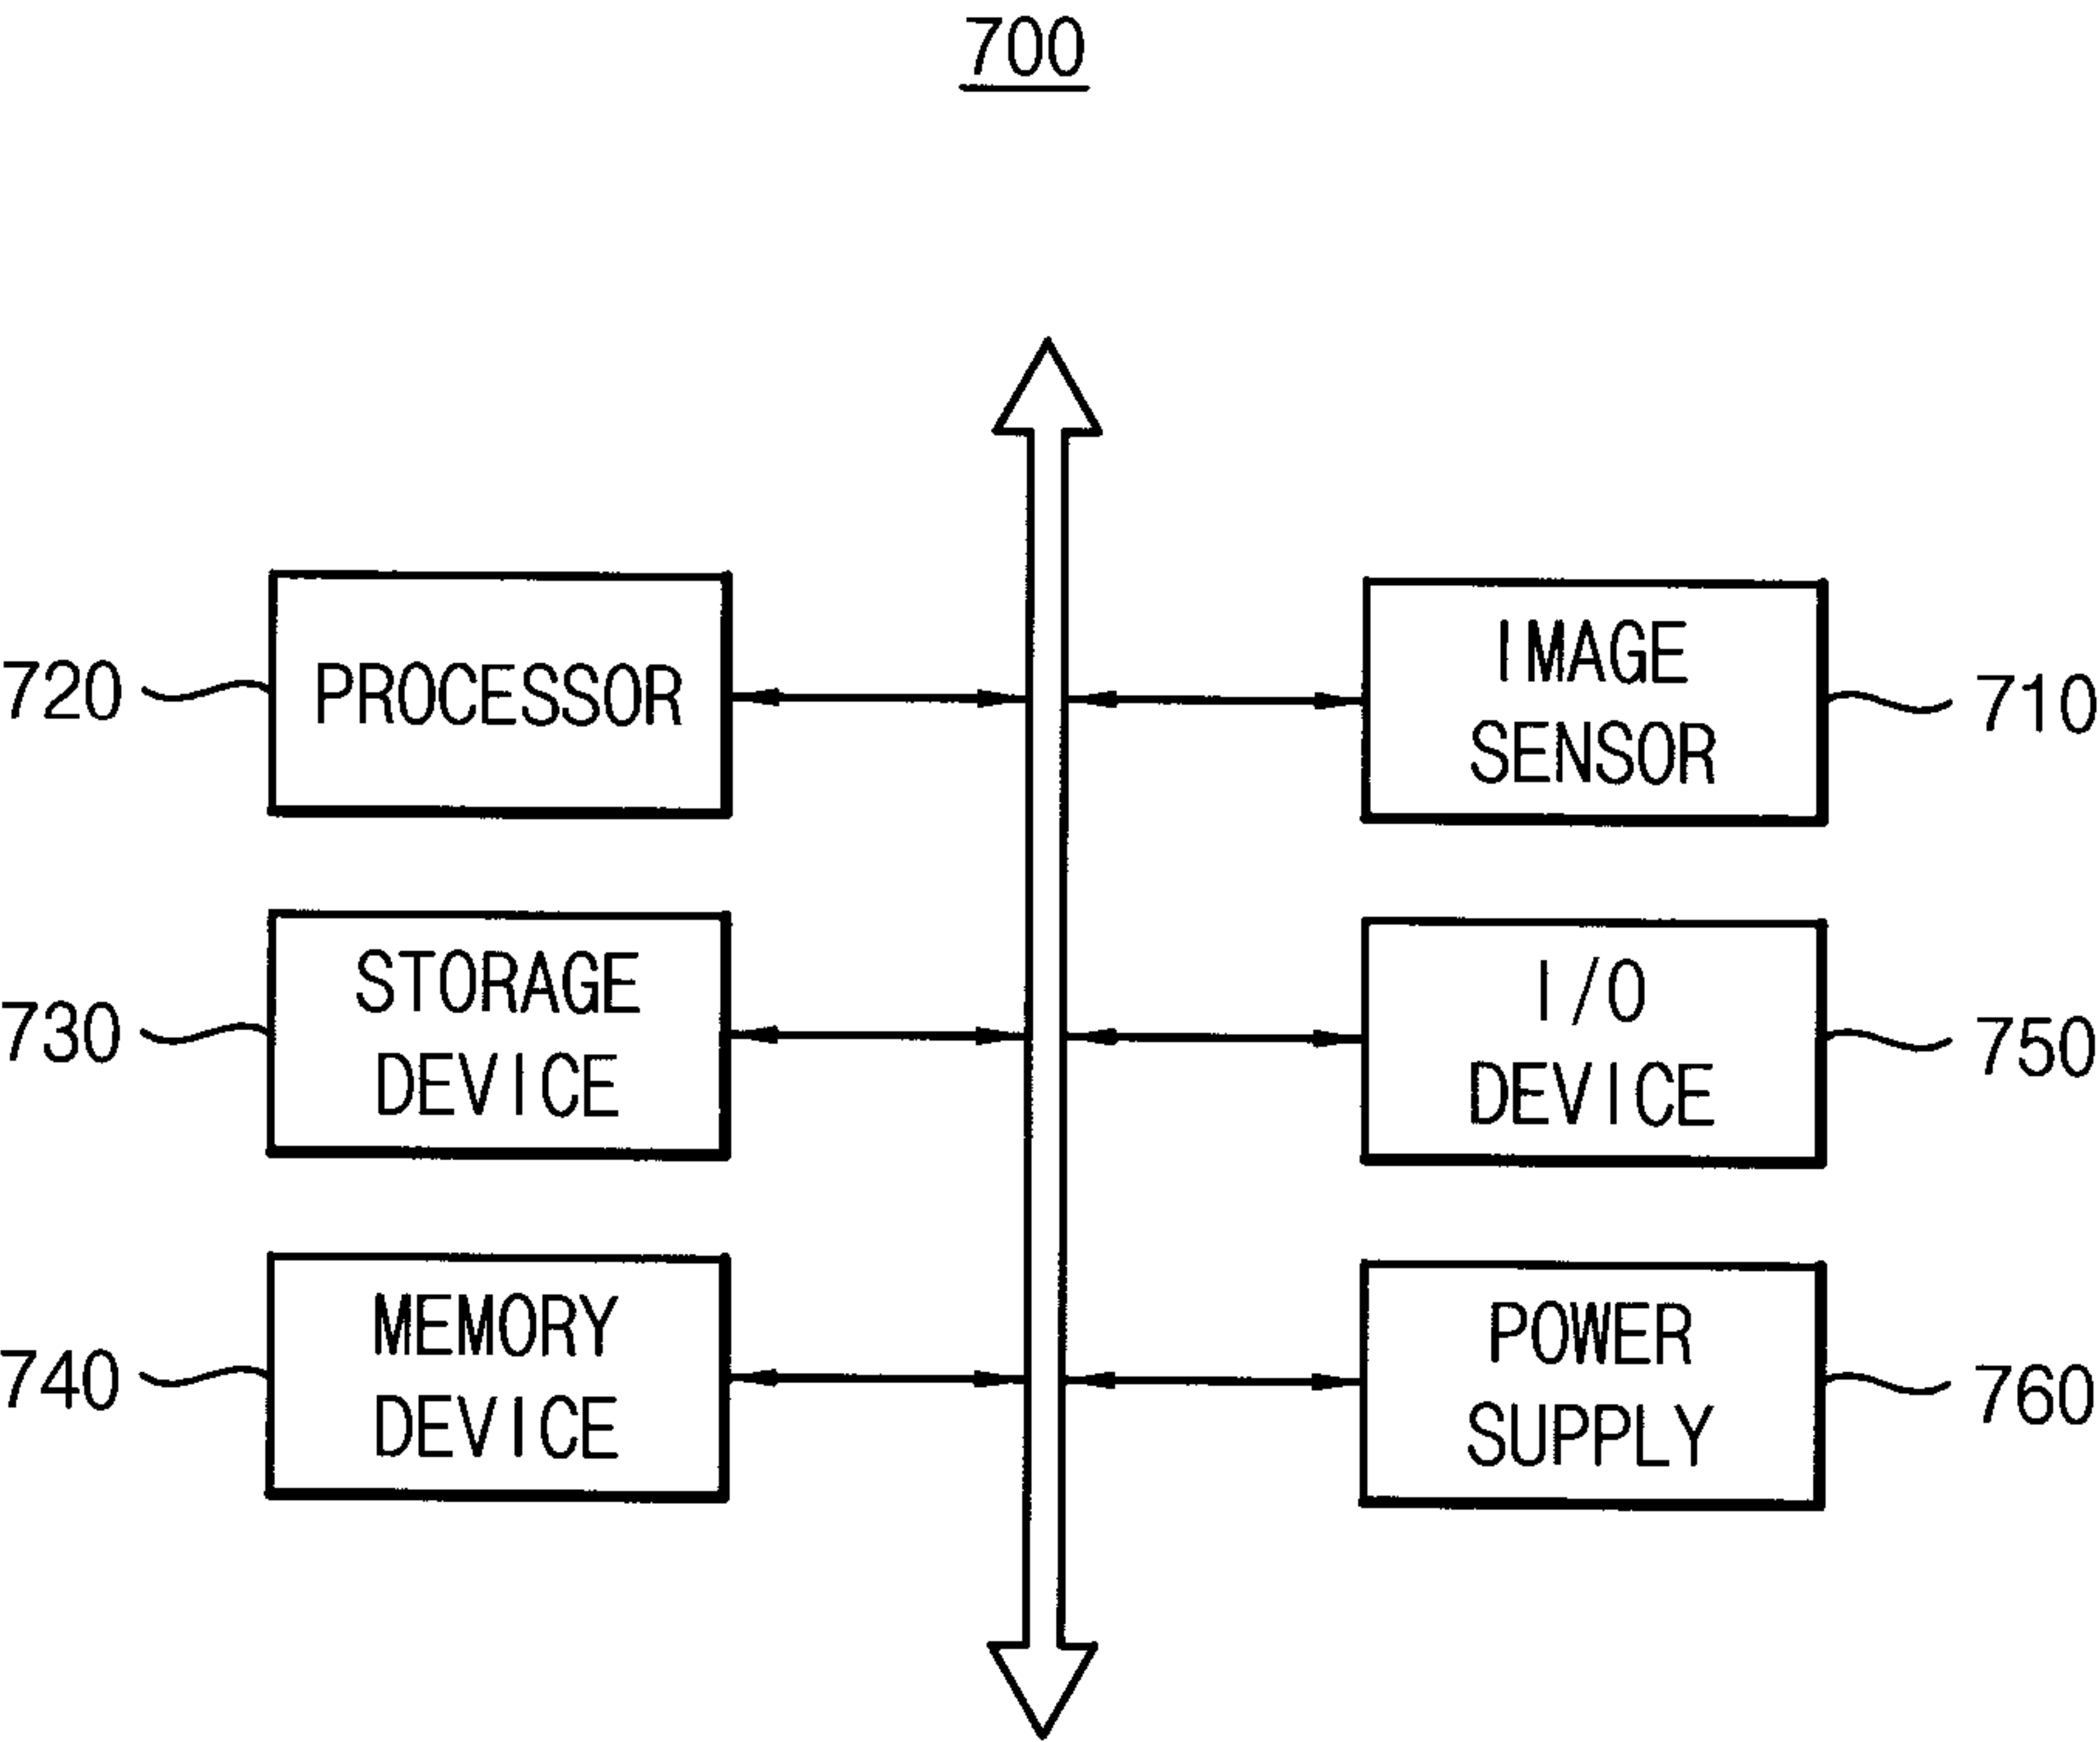 700
720
PROCESSOR
IMAGE
SENSOR
710
730
STORAGE
DEVICE
I/O
DEVICE
750
740
MEMORY
DEVICE
POWER
SUPPLY
760